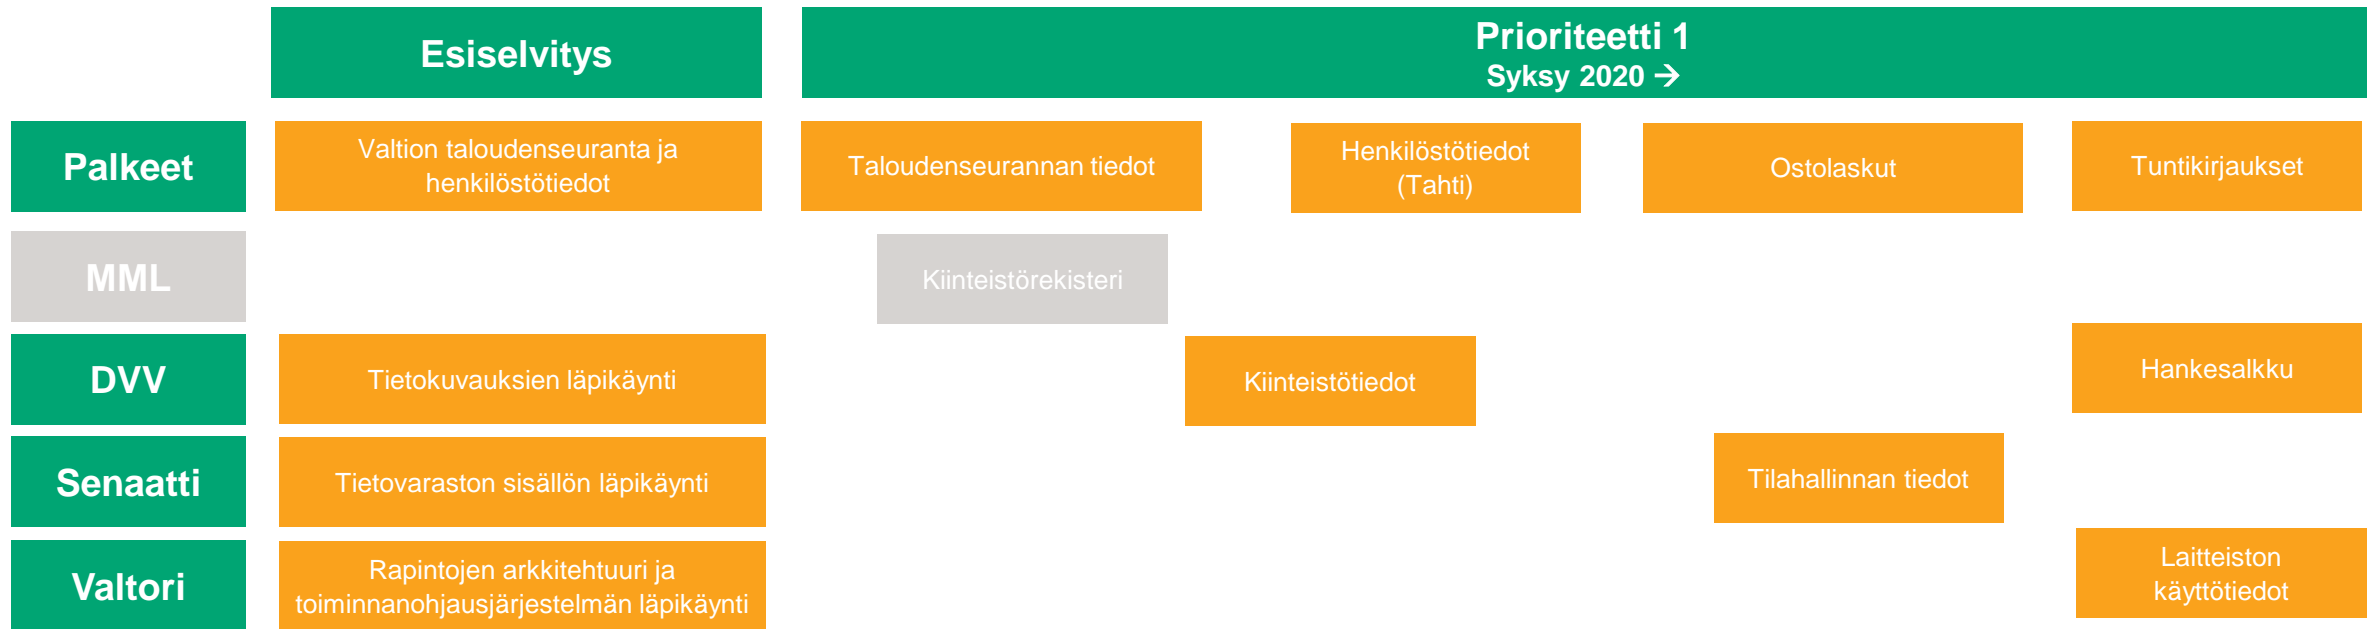 Esiselvitys
Prioriteetti 1
Syksy 2020 →
Palkeet
Valtion taloudenseuranta ja
henkilöstötiedot
Taloudenseurannan tiedot
Henkilöstötiedot
(Tahti)
Ostolaskut
Tuntikirjaukset
MML
Kiinteistörekisteri
DVV
Tietokuvauksien läpikäynti
Kiinteistötiedot
Hankesalkku
Senaatti
Tietovaraston sisällön läpikäynti
Tilahallinnan tiedot
Valtori
Rapintojen arkkitehtuuri ja
toiminnanohjausjärjestelmän läpikäynti
Laitteiston
käyttötiedot